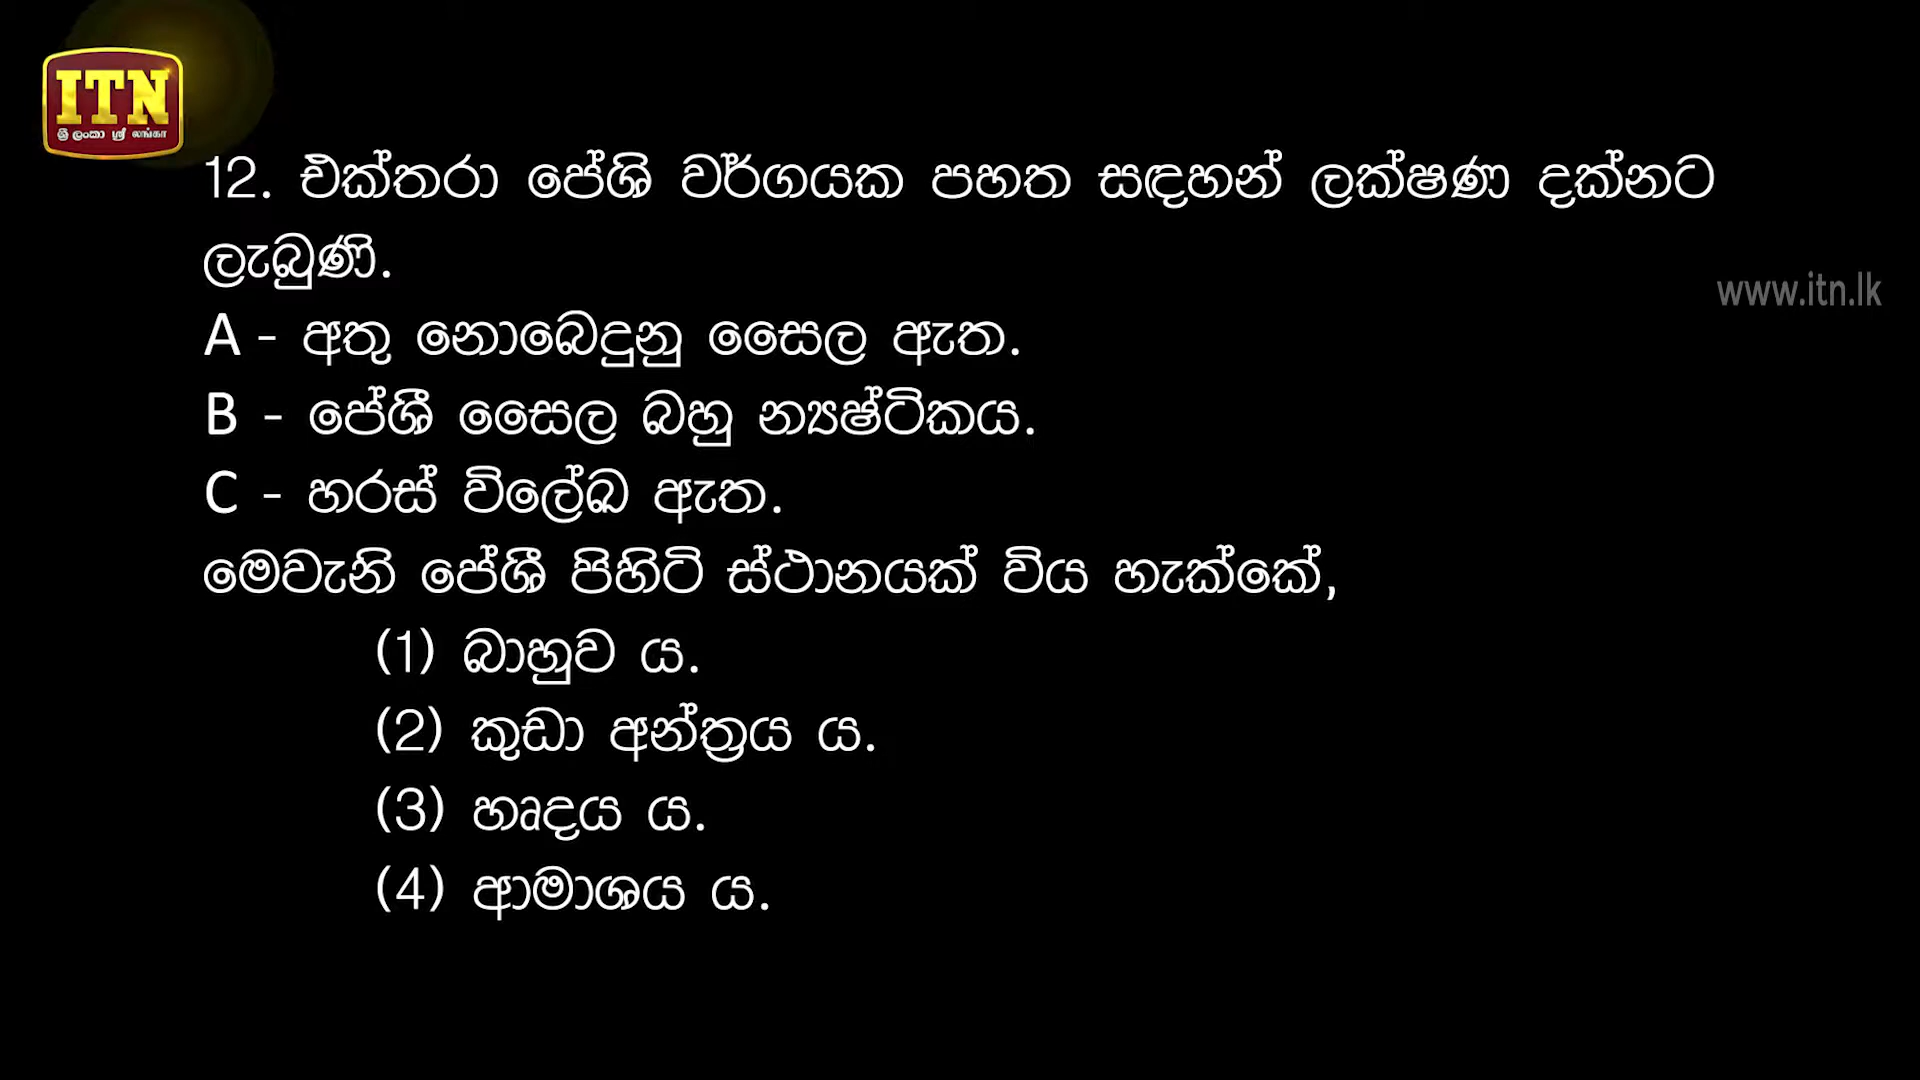 ITN
ශ්‍රී ලංකා ஸ்ரீ லங்கா
12. එක්තරා පේශි වර්ගයක පහත සඳහන් ලක්ෂණ දක්නට
ලැබුණි.
www.itn.lk
A - අතු නොබෙදුනු සෛල ඇත.
B - පේශී සෛල බහු න්‍යෂ්ටිකය.
C - හරස් විලේඛ ඇත.
මෙවැනි පේශී පිහිටි ස්ථානයක් විය හැක්කේ,
(1) බාහුව ය.
(2) කුඩා අන්ත්‍රය ය.
(3) හෘදය ය.
(4) ආමාශය ය.